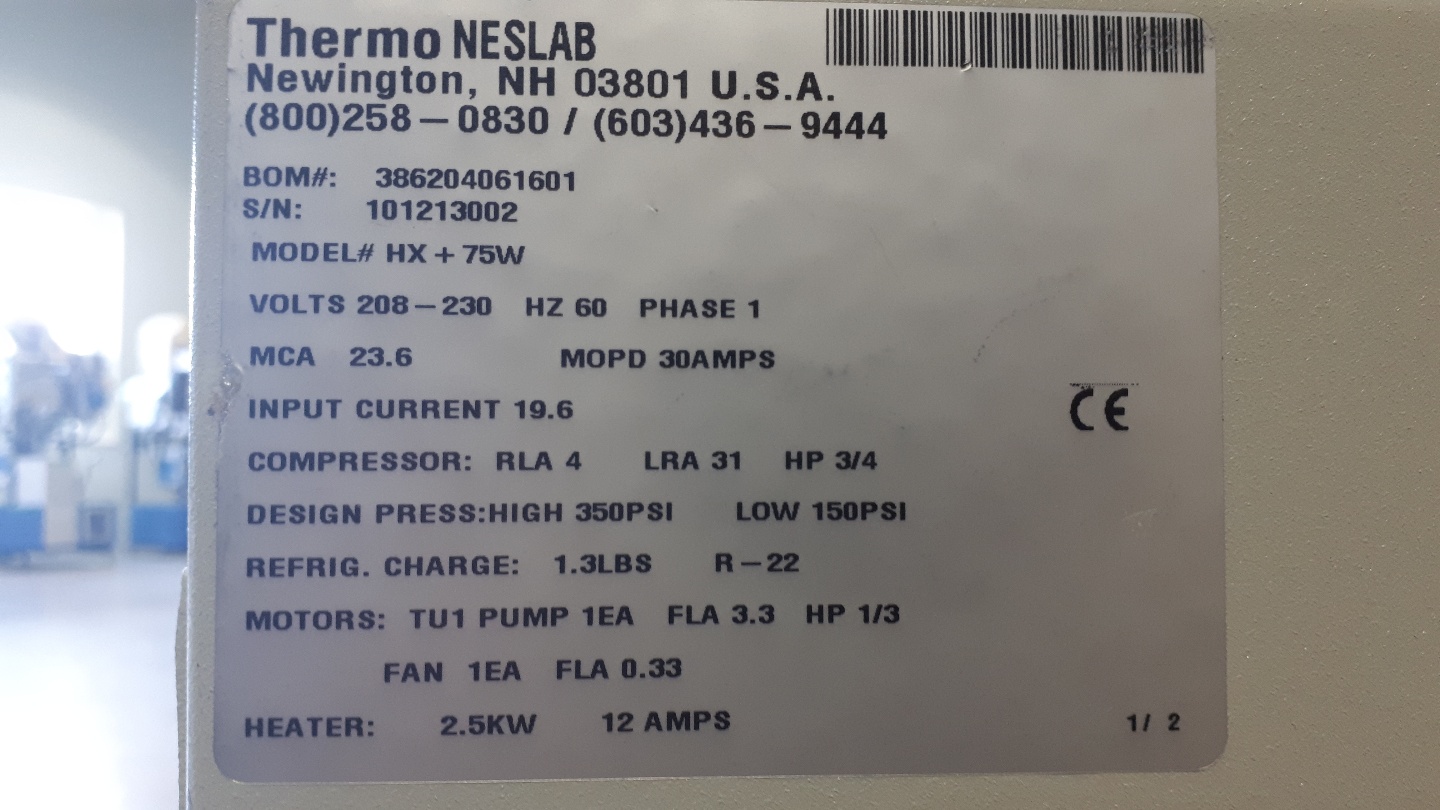 Thermo NESLAB
Newington, NH 03801 U.S.A.
(800)258-0830 / (603)436-9444
BOM#: 386204061601
S/N: 101213002
MODEL# HX + 75W
VOLTS 208-230 HZ 60 PHASE 1
MCA 23.6 MOPD 30AMPS
INPUT CURRENT 19.6
CE
COMPRESSOR: RLA 4 LRA 31 HP 3/4
DESIGN PRESS:HIGH 350PSI LOW 150PSI
REFRIG. CHARGE: 1.3LBS R-22
MOTORS: TU1 PUMP 1EA FLA 3.3 HP 1/3
FAN 1EA FLA 0.33
HEATER: 2.5KW 12 AMPS 1/ 2